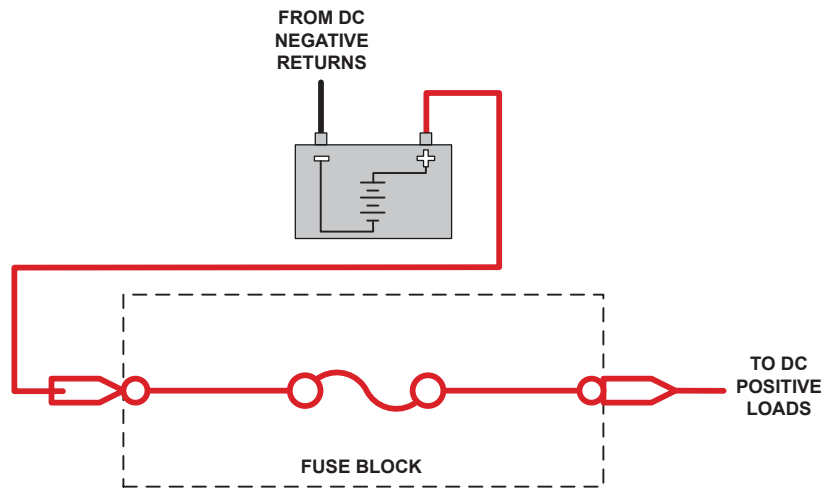 FROM DC
NEGATIVE
RETURNS
TO DC
POSITIVE
LOADS
FUSE BLOCK